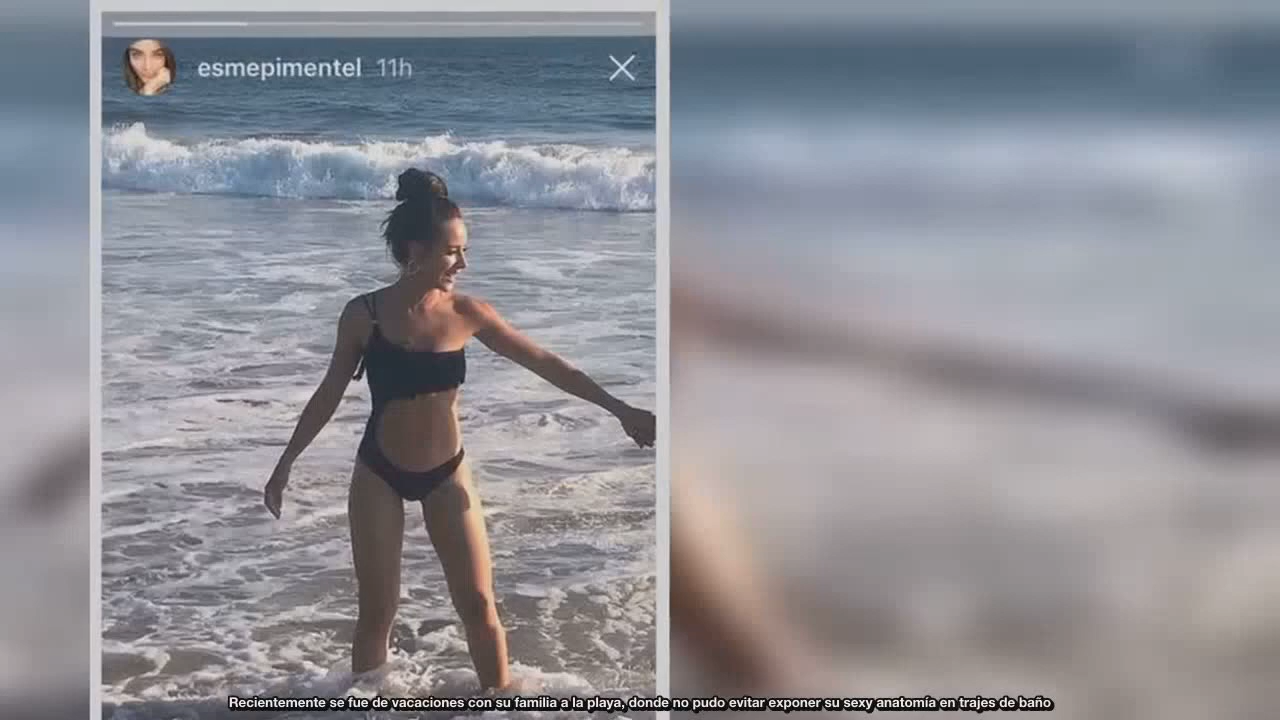 esmepimentel 11h
Recientemente se fue de vacaciones con su familia a la playa, donde no pudo evitar exponer su sexy anatomía en trajes de baño